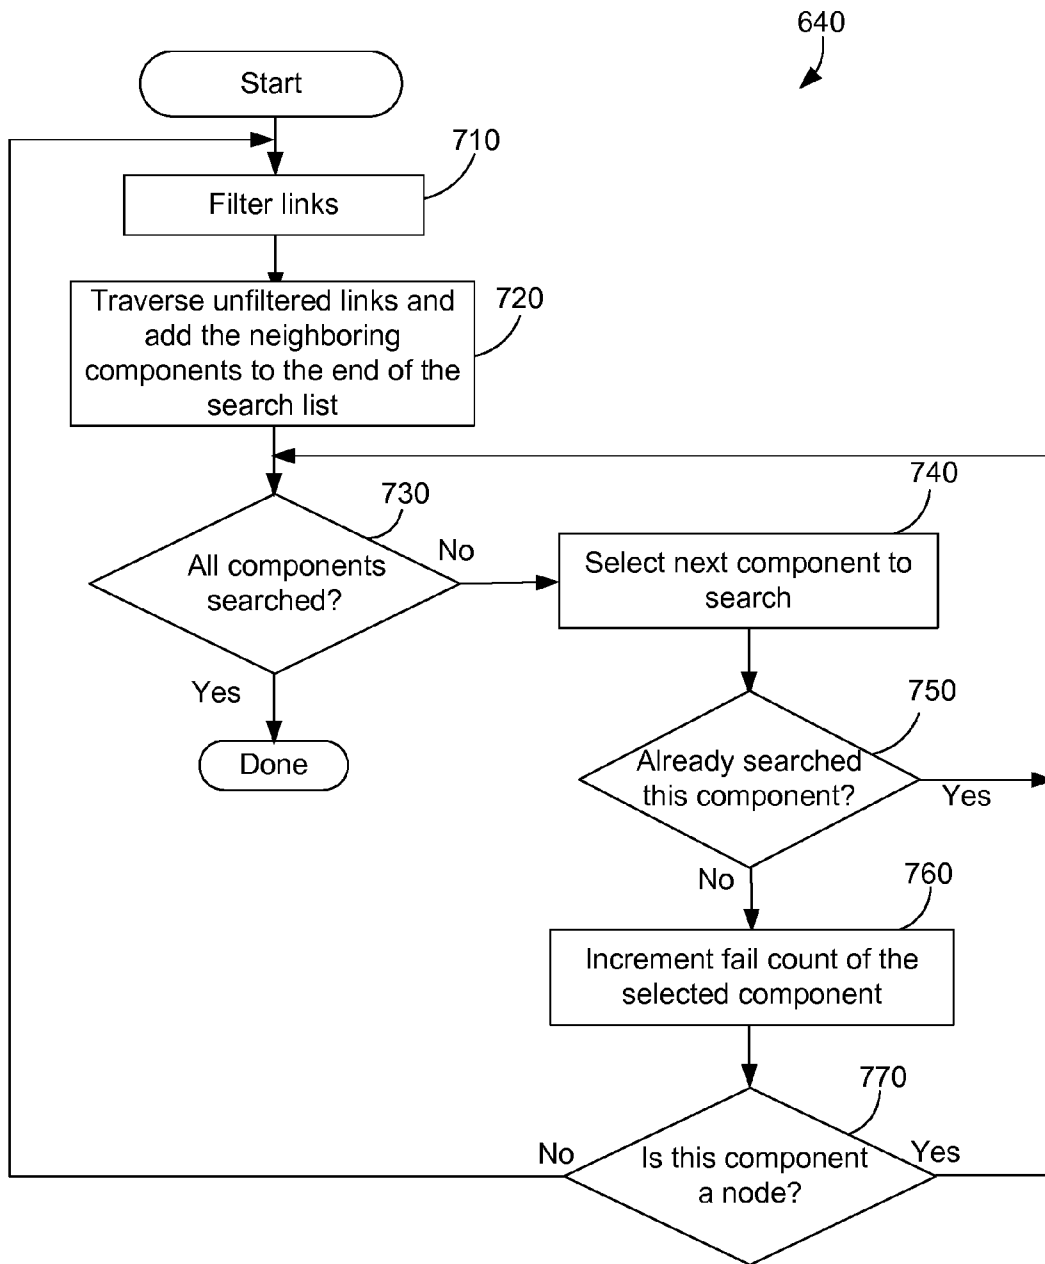 640
Start
710
Filter links
720
Traverse unfiltered links and
add the neighboring
components to the end of the
search list
730
All components
searched?
No
Yes
Done
740
Select next component to
search
750
Already searched
this component?
Yes
No
760
Increment fail count of the
selected component
770
Is this component
a node?
No
Yes